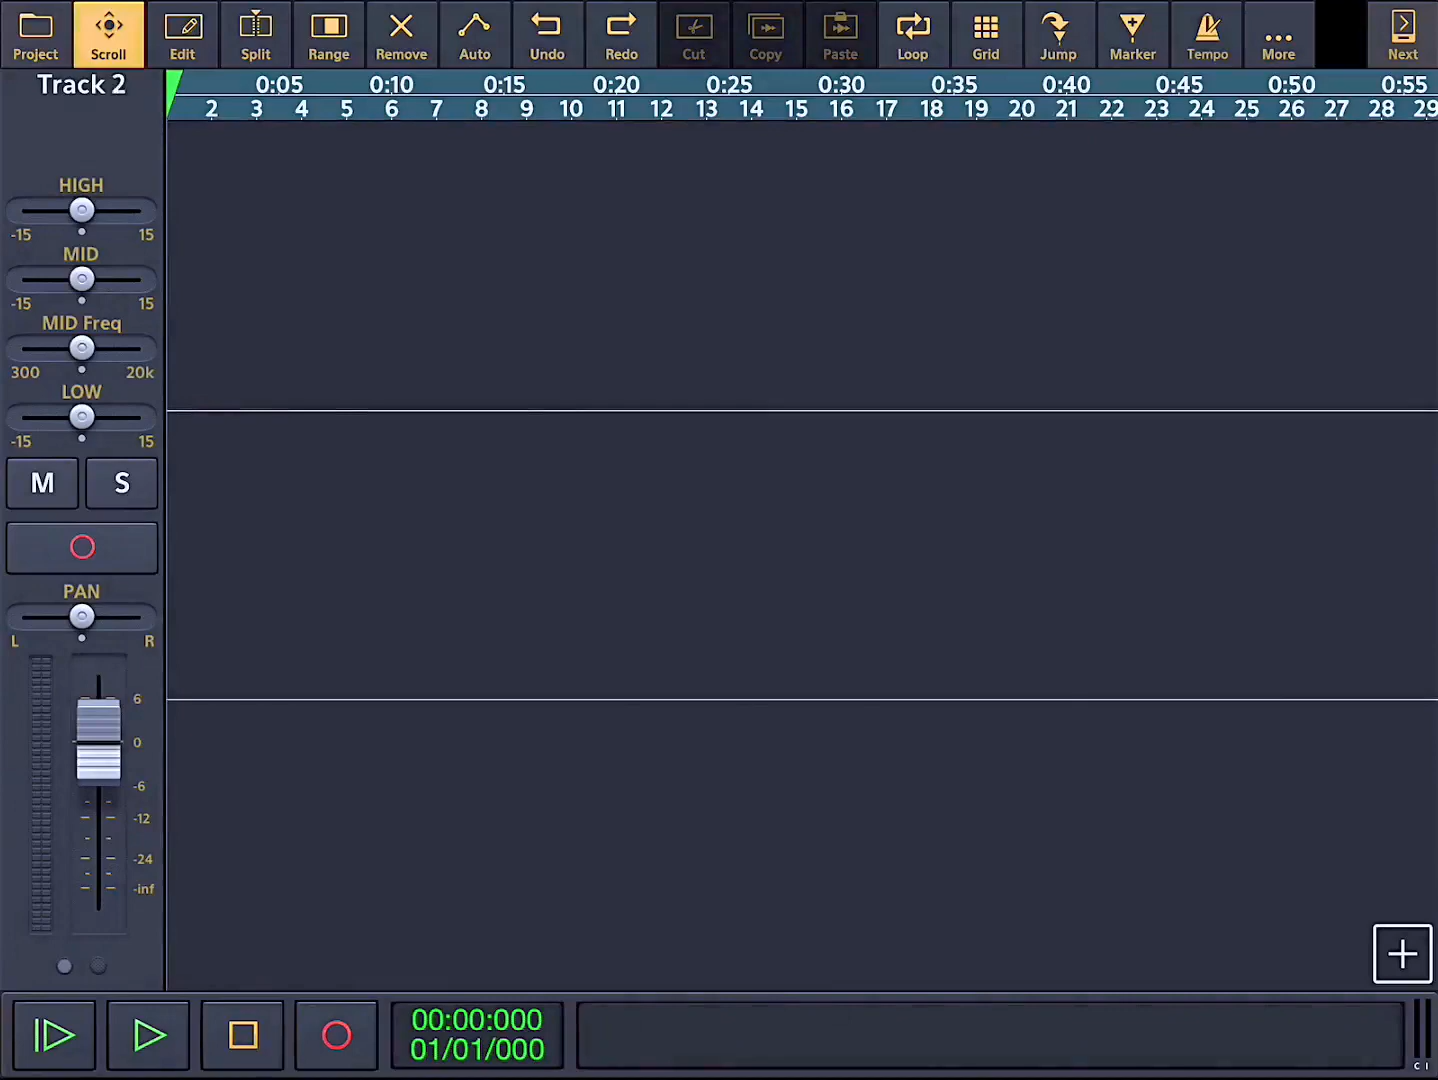 Project Scroll Edit Split Range Remove Auto Undo Redo Cut Copy Paste Loop Grid Jump Marker Tempo More Next
Track 2
0:05 0:10 0:15 0:20 0:25 0:30 0:35 0:40 0:45 0:50 0:55
2 3 4 5 6 7 8 9 10 11 12 13 14 15 16 17 18 19 20 21 22 23 24 25 26 27 28 29
HIGH
-15 15
MID
-15 15
MID Freq
300 20k
LOW
-15 15
M S
PAN
L R
6
0
-6
-12
-24
-inf
00:00:000
01/01/000